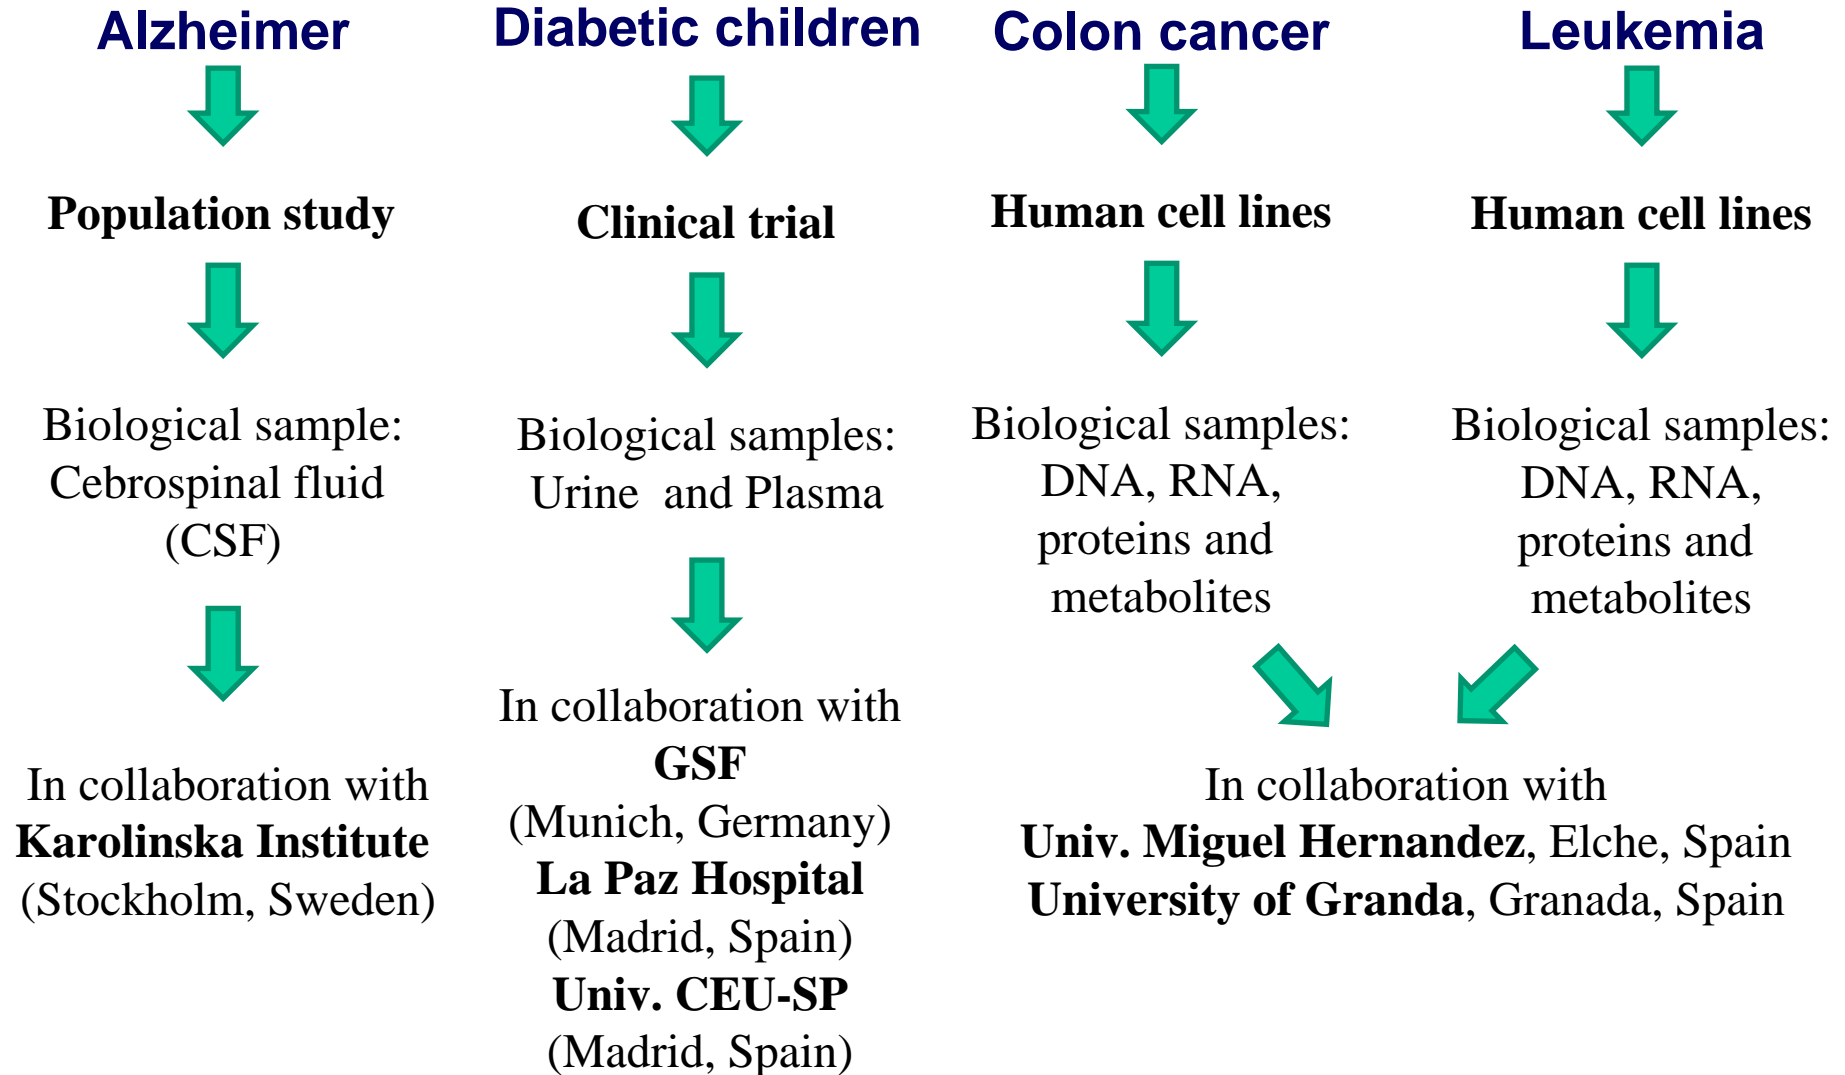 Alzheimer
Population study
Biological sample:
Cebrospinal fluid
(CSF)
In collaboration with
Karolinska Institute
(Stockholm, Sweden)
Diabetic children
Clinical trial
Biological samples:
Urine and Plasma
In collaboration with
GSF
(Munich, Germany)
La Paz Hospital
(Madrid, Spain)
Univ. CEU-SP
(Madrid, Spain)
Colon cancer
Human cell lines
Biological samples:
DNA, RNA,
proteins and
metabolites
Leukemia
Human cell lines
Biological samples:
DNA, RNA,
proteins and
metabolites
In collaboration with
Univ. Miguel Hernandez, Elche, Spain
University of Granda, Granada, Spain